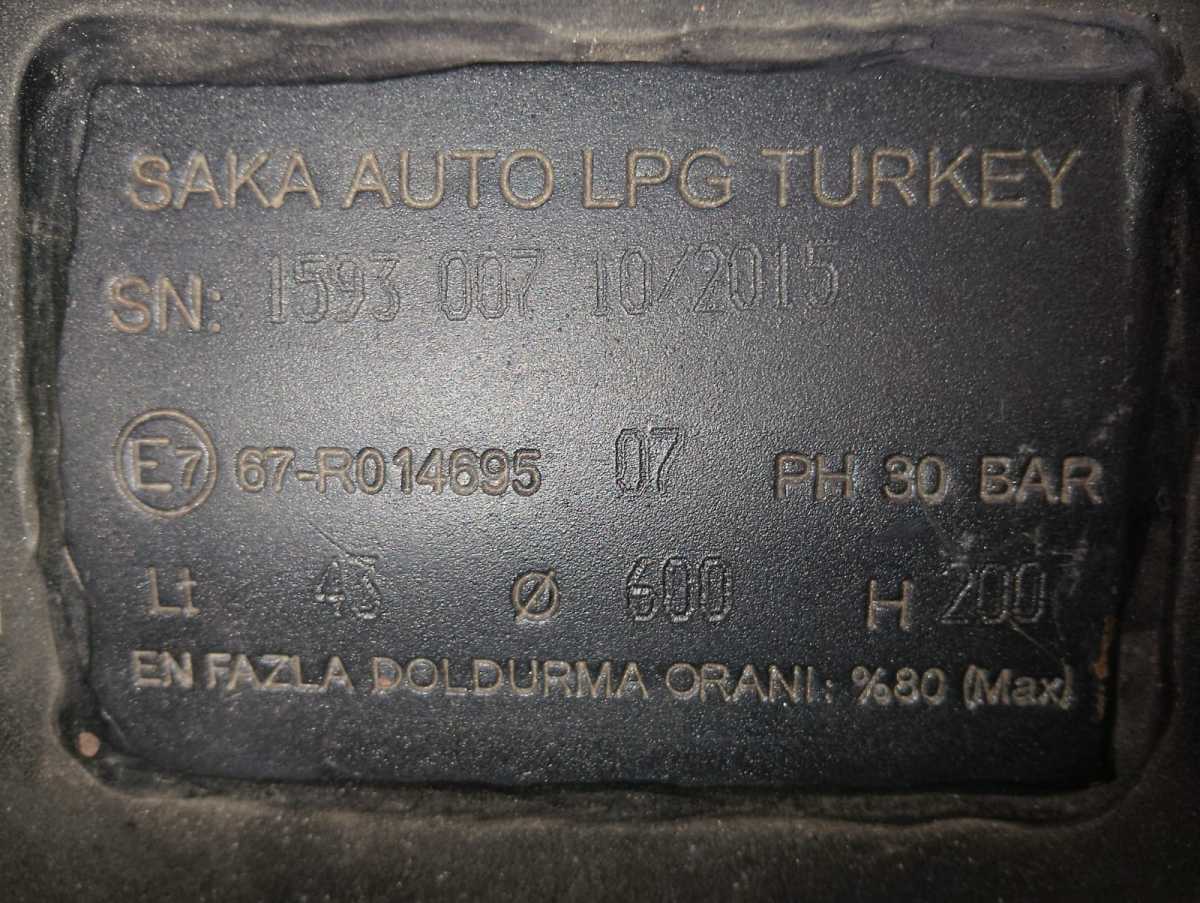 SAKA AUTO LPG TURKEY
SN: 1593 007 10/2015
E7 67-R014695 07 PH 30 BAR
Lt 43 Ø 600 H 200
EN FAZLA DOLDURMA ORANI: %80 (Max)